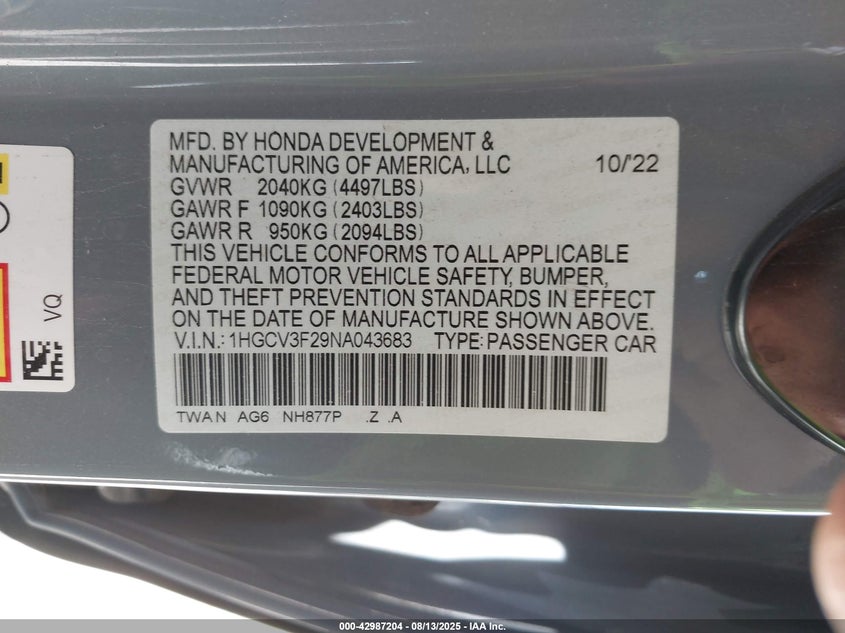 MFD. BY HONDA DEVELOPMENT &
MANUFACTURING OF AMERICA, LLC 10/'22
GVWR 2040KG (4497LBS)
GAWR F 1090KG (2403LBS)
GAWR R 950KG (2094LBS)
THIS VEHICLE CONFORMS TO ALL APPLICABLE
FEDERAL MOTOR VEHICLE SAFETY, BUMPER,
AND THEFT PREVENTION STANDARDS IN EFFECT
ON THE DATE OF MANUFACTURE SHOWN ABOVE.
V.I.N.: 1HGCV3F29NA043683 TYPE: PASSENGER CAR
TWAN AG6 NH877P .Z .A
VQ
000-42987204 - 08/13/2025 - IAA Inc.